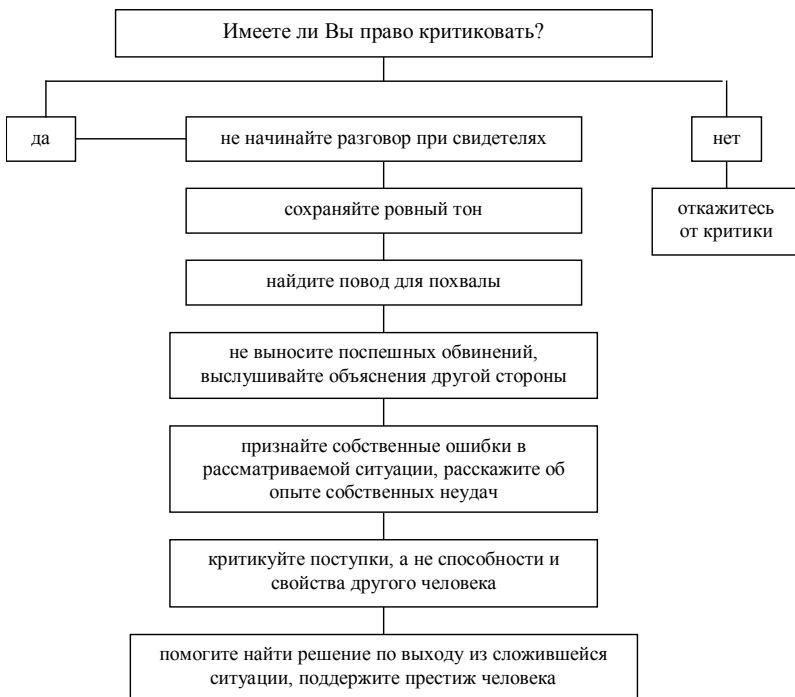 Имеете ли Вы право критиковать?
да
не начинайте разговор при свидетелях
нет
сохраняйте ровный тон
откажитесь
от критики
найдите повод для похвалы
не выносите поспешных обвинений,
выслушивайте объяснения другой стороны
признайте собственные ошибки в
рассматриваемой ситуации, расскажите об
опыте собственных неудач
критикуйте поступки, а не способности и
свойства другого человека
помогите найти решение по выходу из сложившейся
ситуации, поддержите престиж человека